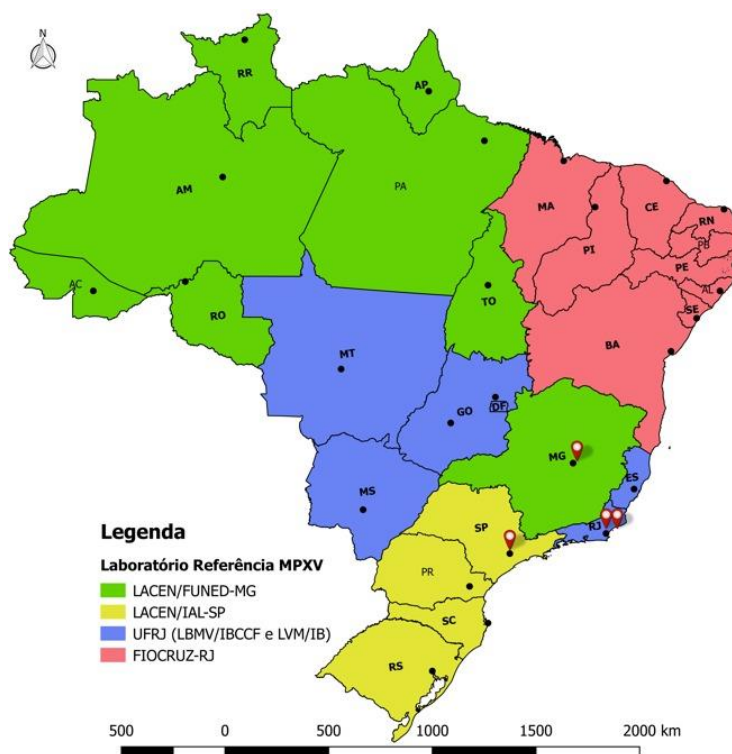 N
RR
AP
AM
PA
MA
CE
RN
PB
PI
PE
AC
AL
TO
SE
RO
BA
MT
GO
DF
MG
ES
MS
SP
RJ
PR
SC
RS
Legenda
Laboratório Referência MPXV
LACEN/FUNED-MG
LACEN/IAL-SP
UFRJ (LBMV/IBCCF e LVM/IB)
FIOCRUZ-RJ
500 0 500 1000 1500 2000 km